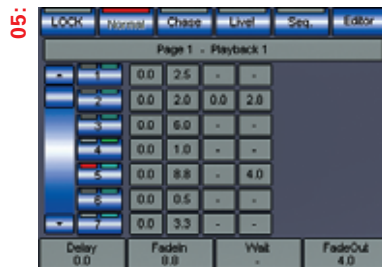 05:
LOCK Normal Chase Live! Seq. Editor
Page 1 - Playback 1
1 0.0 2.5 - -
2 0.0 2.0 0.0 2.0
3 0.0 6.0 - -
4 0.0 1.0 - -
5 0.0 8.8 - 4.0
6 0.0 0.5 - -
7 0.0 3.3 - -
Delay FadeIn Wait FadeOut
0.0 8.8 - 4.0